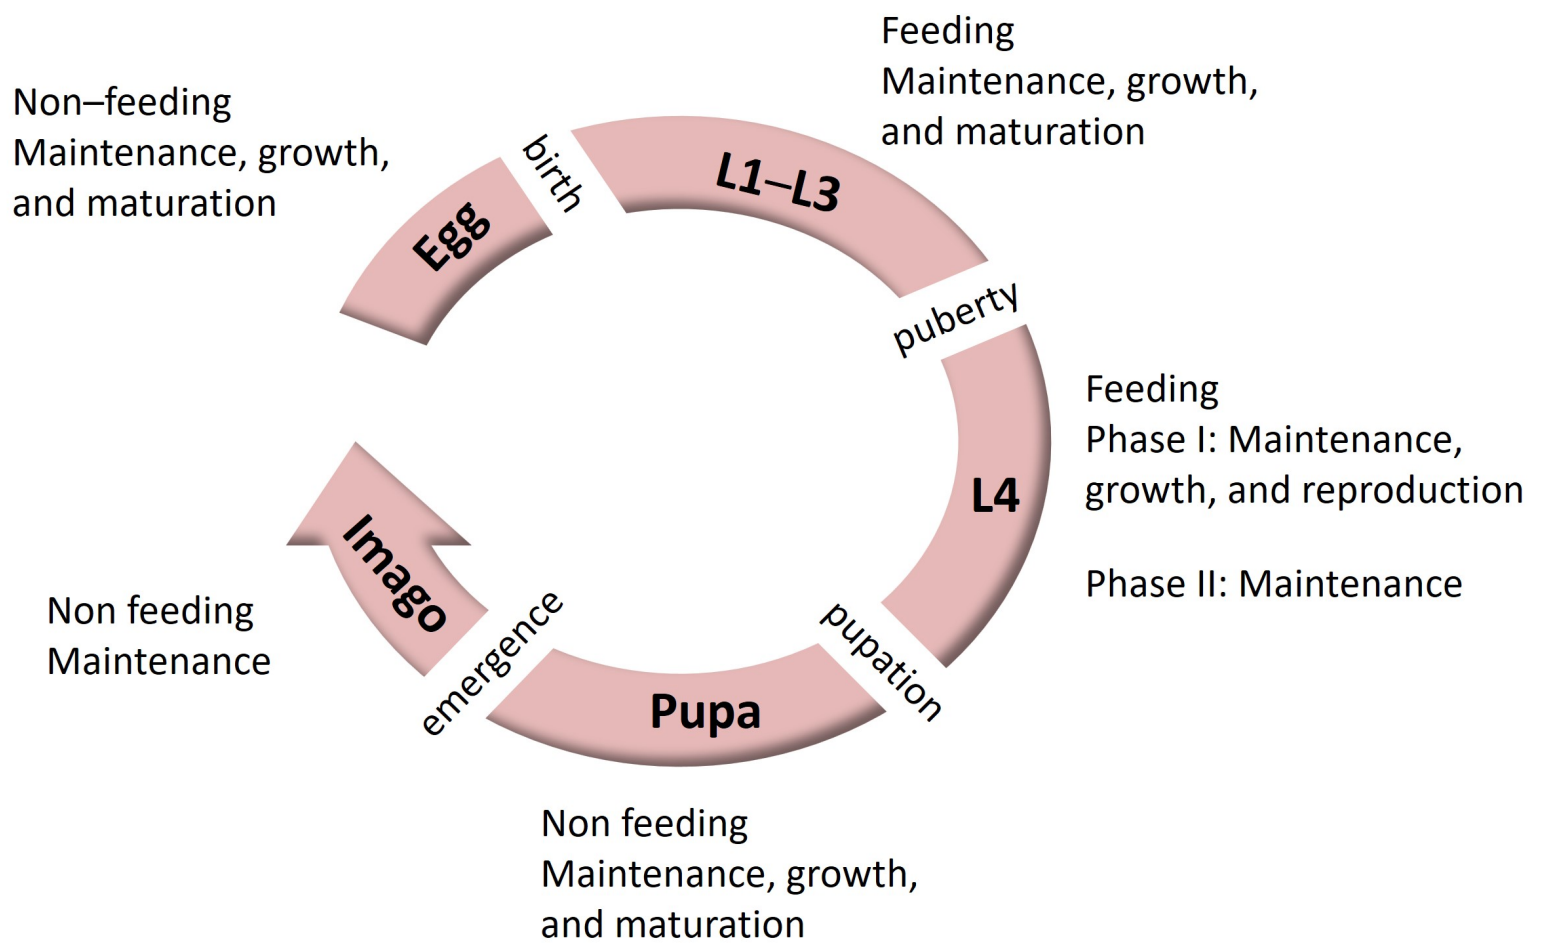 Non–feeding
Maintenance, growth,
and maturation
Egg
birth
Feeding
Maintenance, growth,
and maturation
L1–L3
puberty
Feeding
Phase I: Maintenance,
growth, and reproduction
Phase II: Maintenance
L4
pupation
Pupa
Non feeding
Maintenance, growth,
and maturation
emergence
Imago
Non feeding
Maintenance